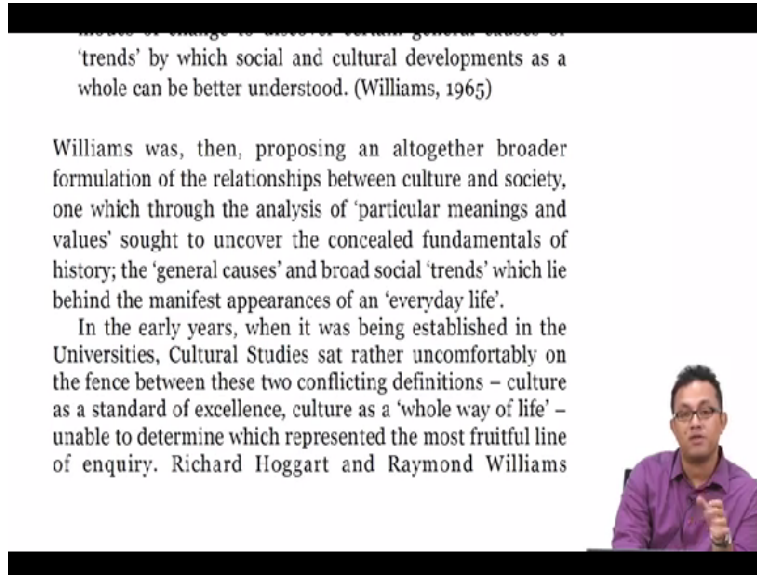 'trends' by which social and cultural developments as a
whole can be better understood. (Williams, 1965)
Williams was, then, proposing an altogether broader
formulation of the relationships between culture and society,
one which through the analysis of 'particular meanings and
values' sought to uncover the concealed fundamentals of
history; the 'general causes' and broad social 'trends' which lie
behind the manifest appearances of an 'everyday life'.
In the early years, when it was being established in the
Universities, Cultural Studies sat rather uncomfortably on
the fence between these two conflicting definitions – culture
as a standard of excellence, culture as a 'whole way of life' –
unable to determine which represented the most fruitful line
of enquiry. Richard Hoggart and Raymond Williams